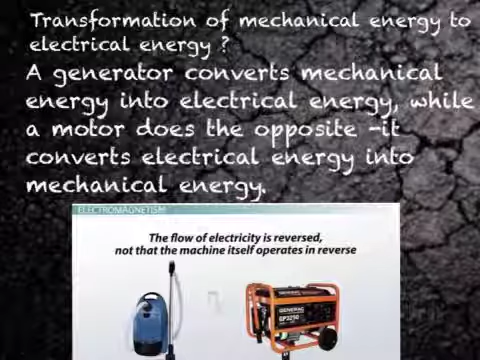 Transformation of mechanical energy to
electrical energy ?
A generator converts mechanical
energy into electrical energy, while
a motor does the opposite -it
converts electrical energy into
mechanical energy.
ELECTROMAGNETISM
The flow of electricity is reversed,
not that the machine itself operates in reverse
GENERAC
GP3250